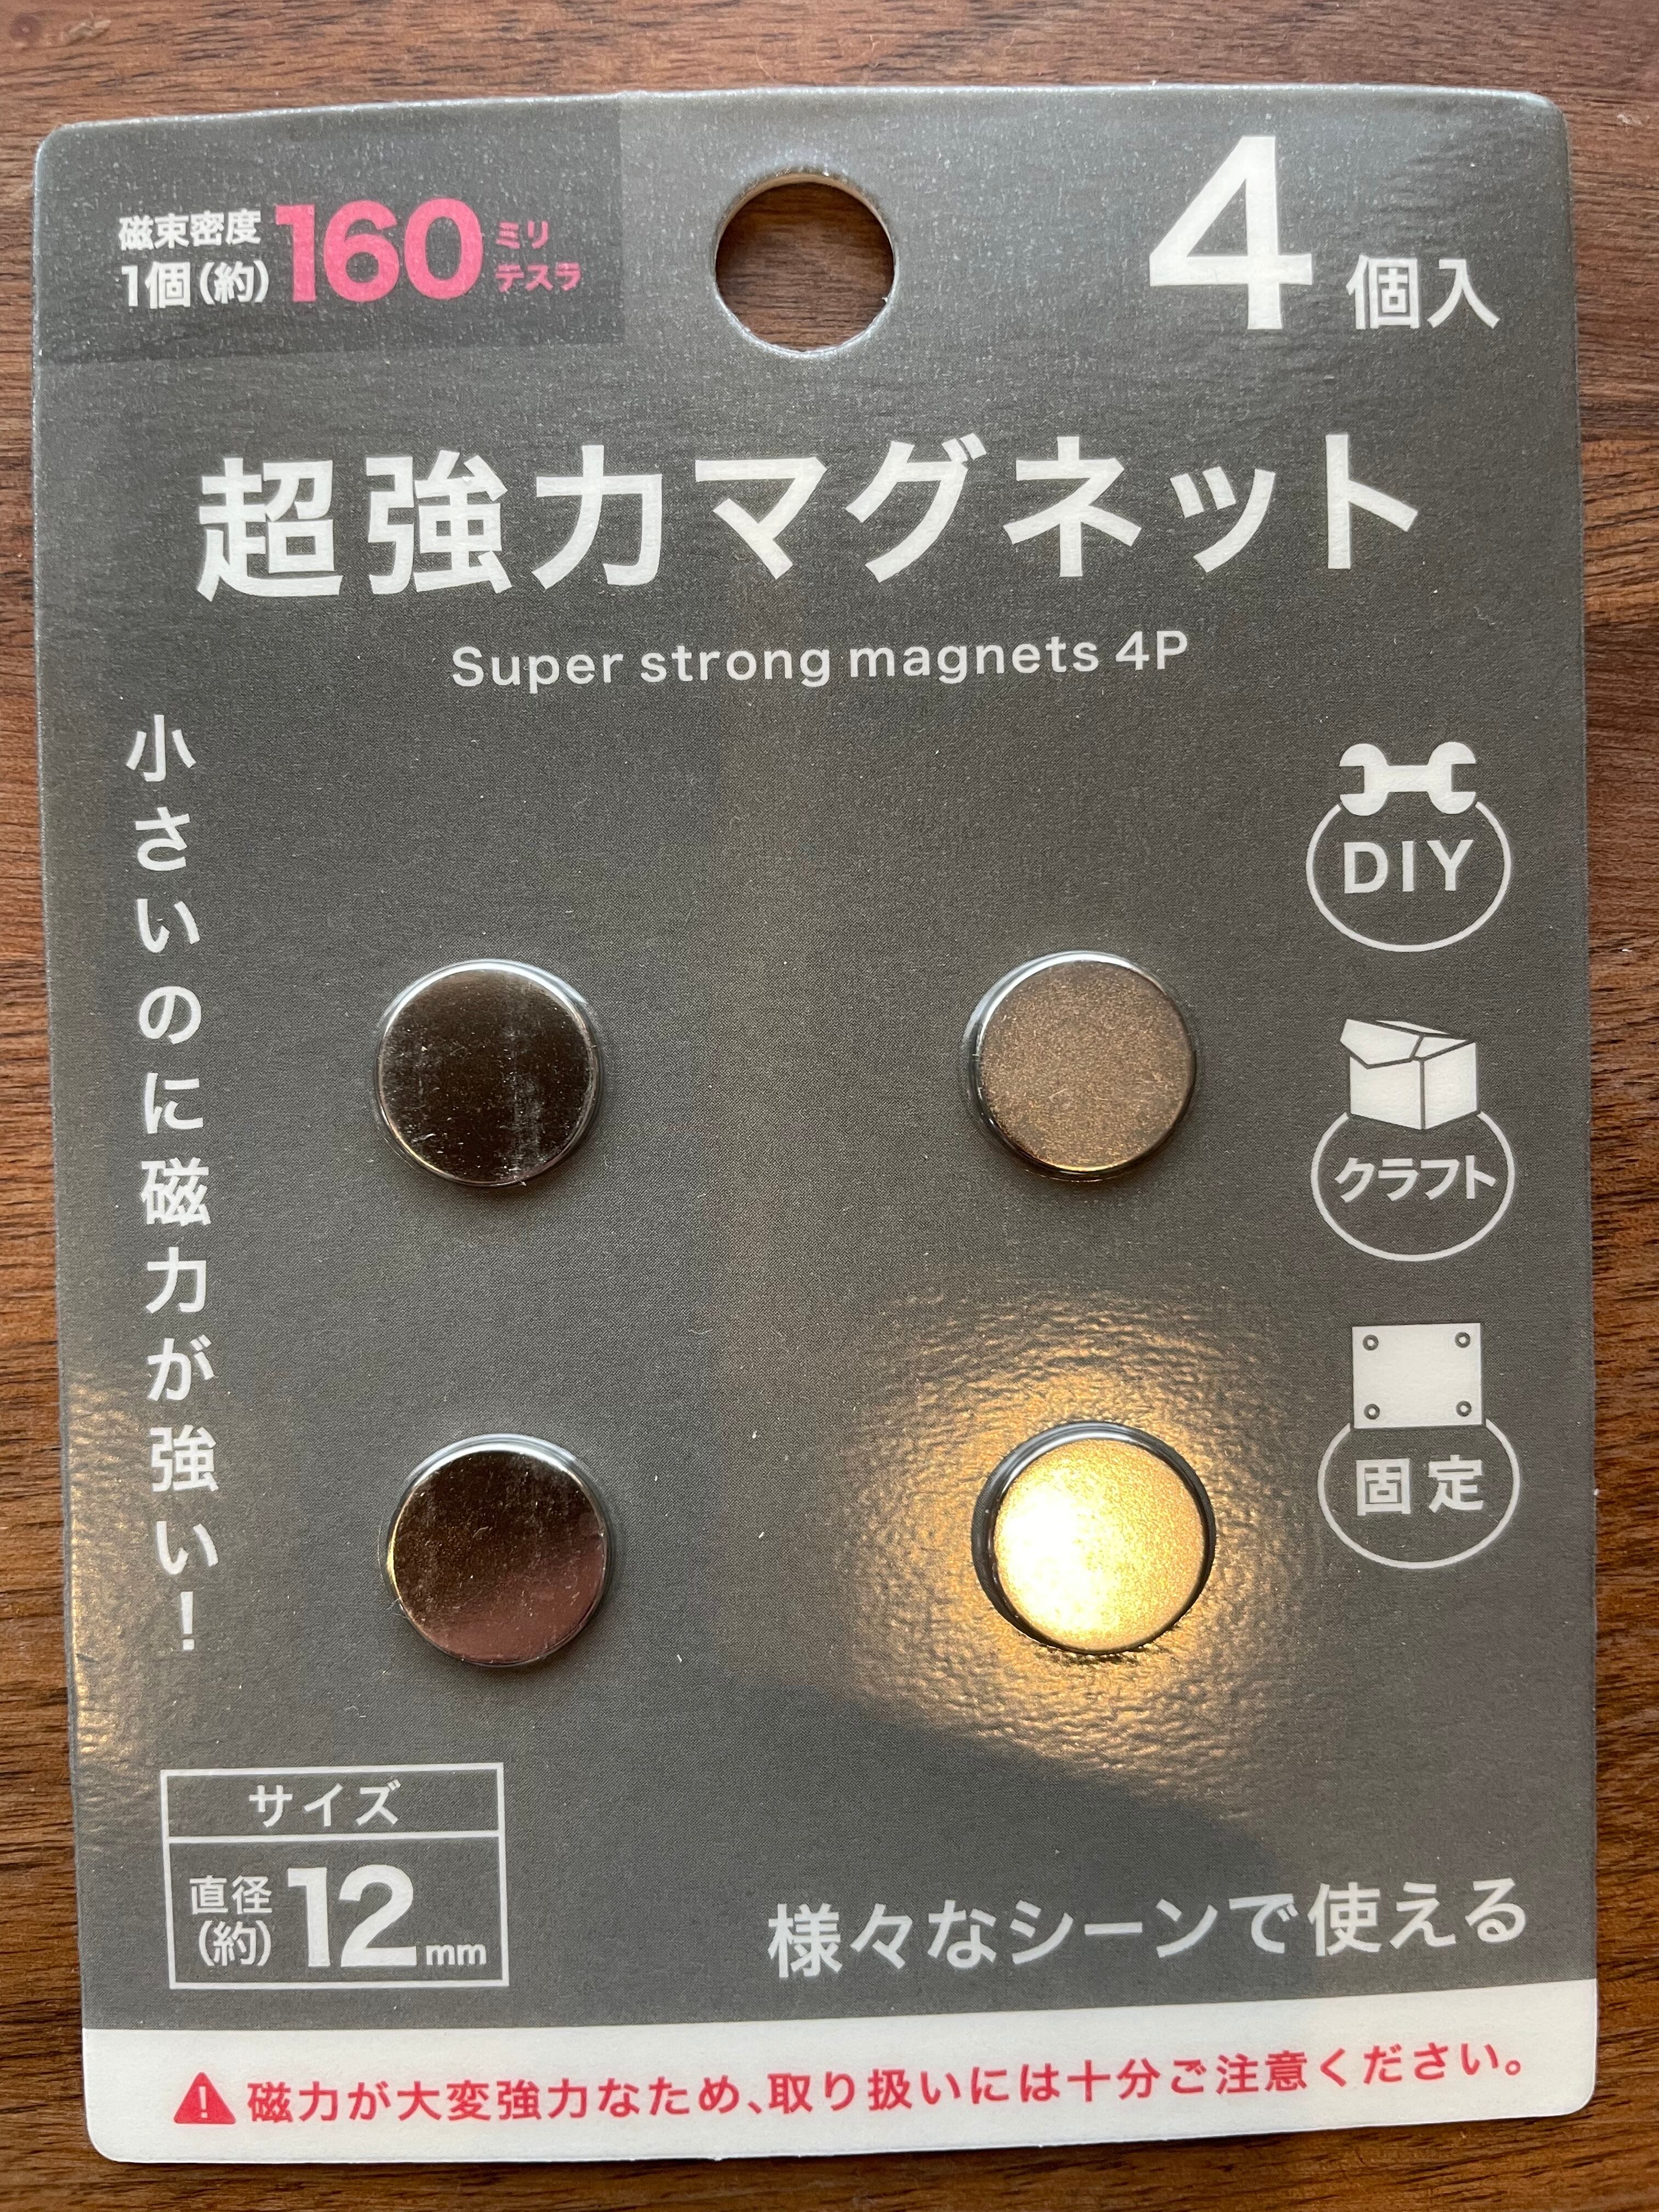 磁束密度
1個(約)160ミリテスラ
4個入
超強力マグネット
Super strong magnets 4P
小さいのに磁力が強い!
DIY
クラフト
固定
サイズ
直径(約)12mm
様々なシーンで使える
磁力が大変強力なため、取り扱いには十分ご注意ください。